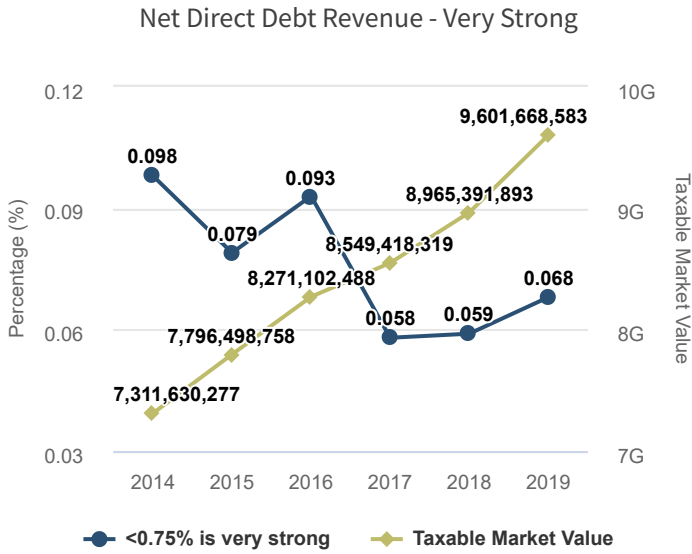 Net Direct Debt Revenue - Very Strong
0.12
10G
9,601,668,583
0.098
0.093
8,965,391,893
0.09
9G
0.079
8,549,418,319
8,271,102,488
0.068
0.058
0.059
0.06
8G
7,796,498,758
7,311,630,277
0.03
7G
Percentage (%)
Taxable Market Value
2014 2015 2016 2017 2018 2019
<0.75% is very strong Taxable Market Value